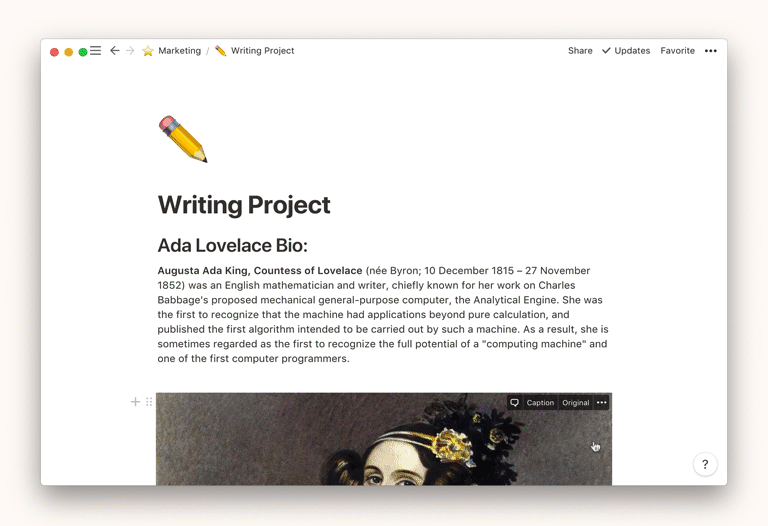 Marketing / Writing Project
Share Updates Favorite
Writing Project
Ada Lovelace Bio:
Augusta Ada King, Countess of Lovelace (née Byron; 10 December 1815 – 27 November
1852) was an English mathematician and writer, chiefly known for her work on Charles
Babbage's proposed mechanical general-purpose computer, the Analytical Engine. She was
the first to recognize that the machine had applications beyond pure calculation, and
published the first algorithm intended to be carried out by such a machine. As a result, she is
sometimes regarded as the first to recognize the full potential of a "computing machine" and
one of the first computer programmers.
Caption Original
?